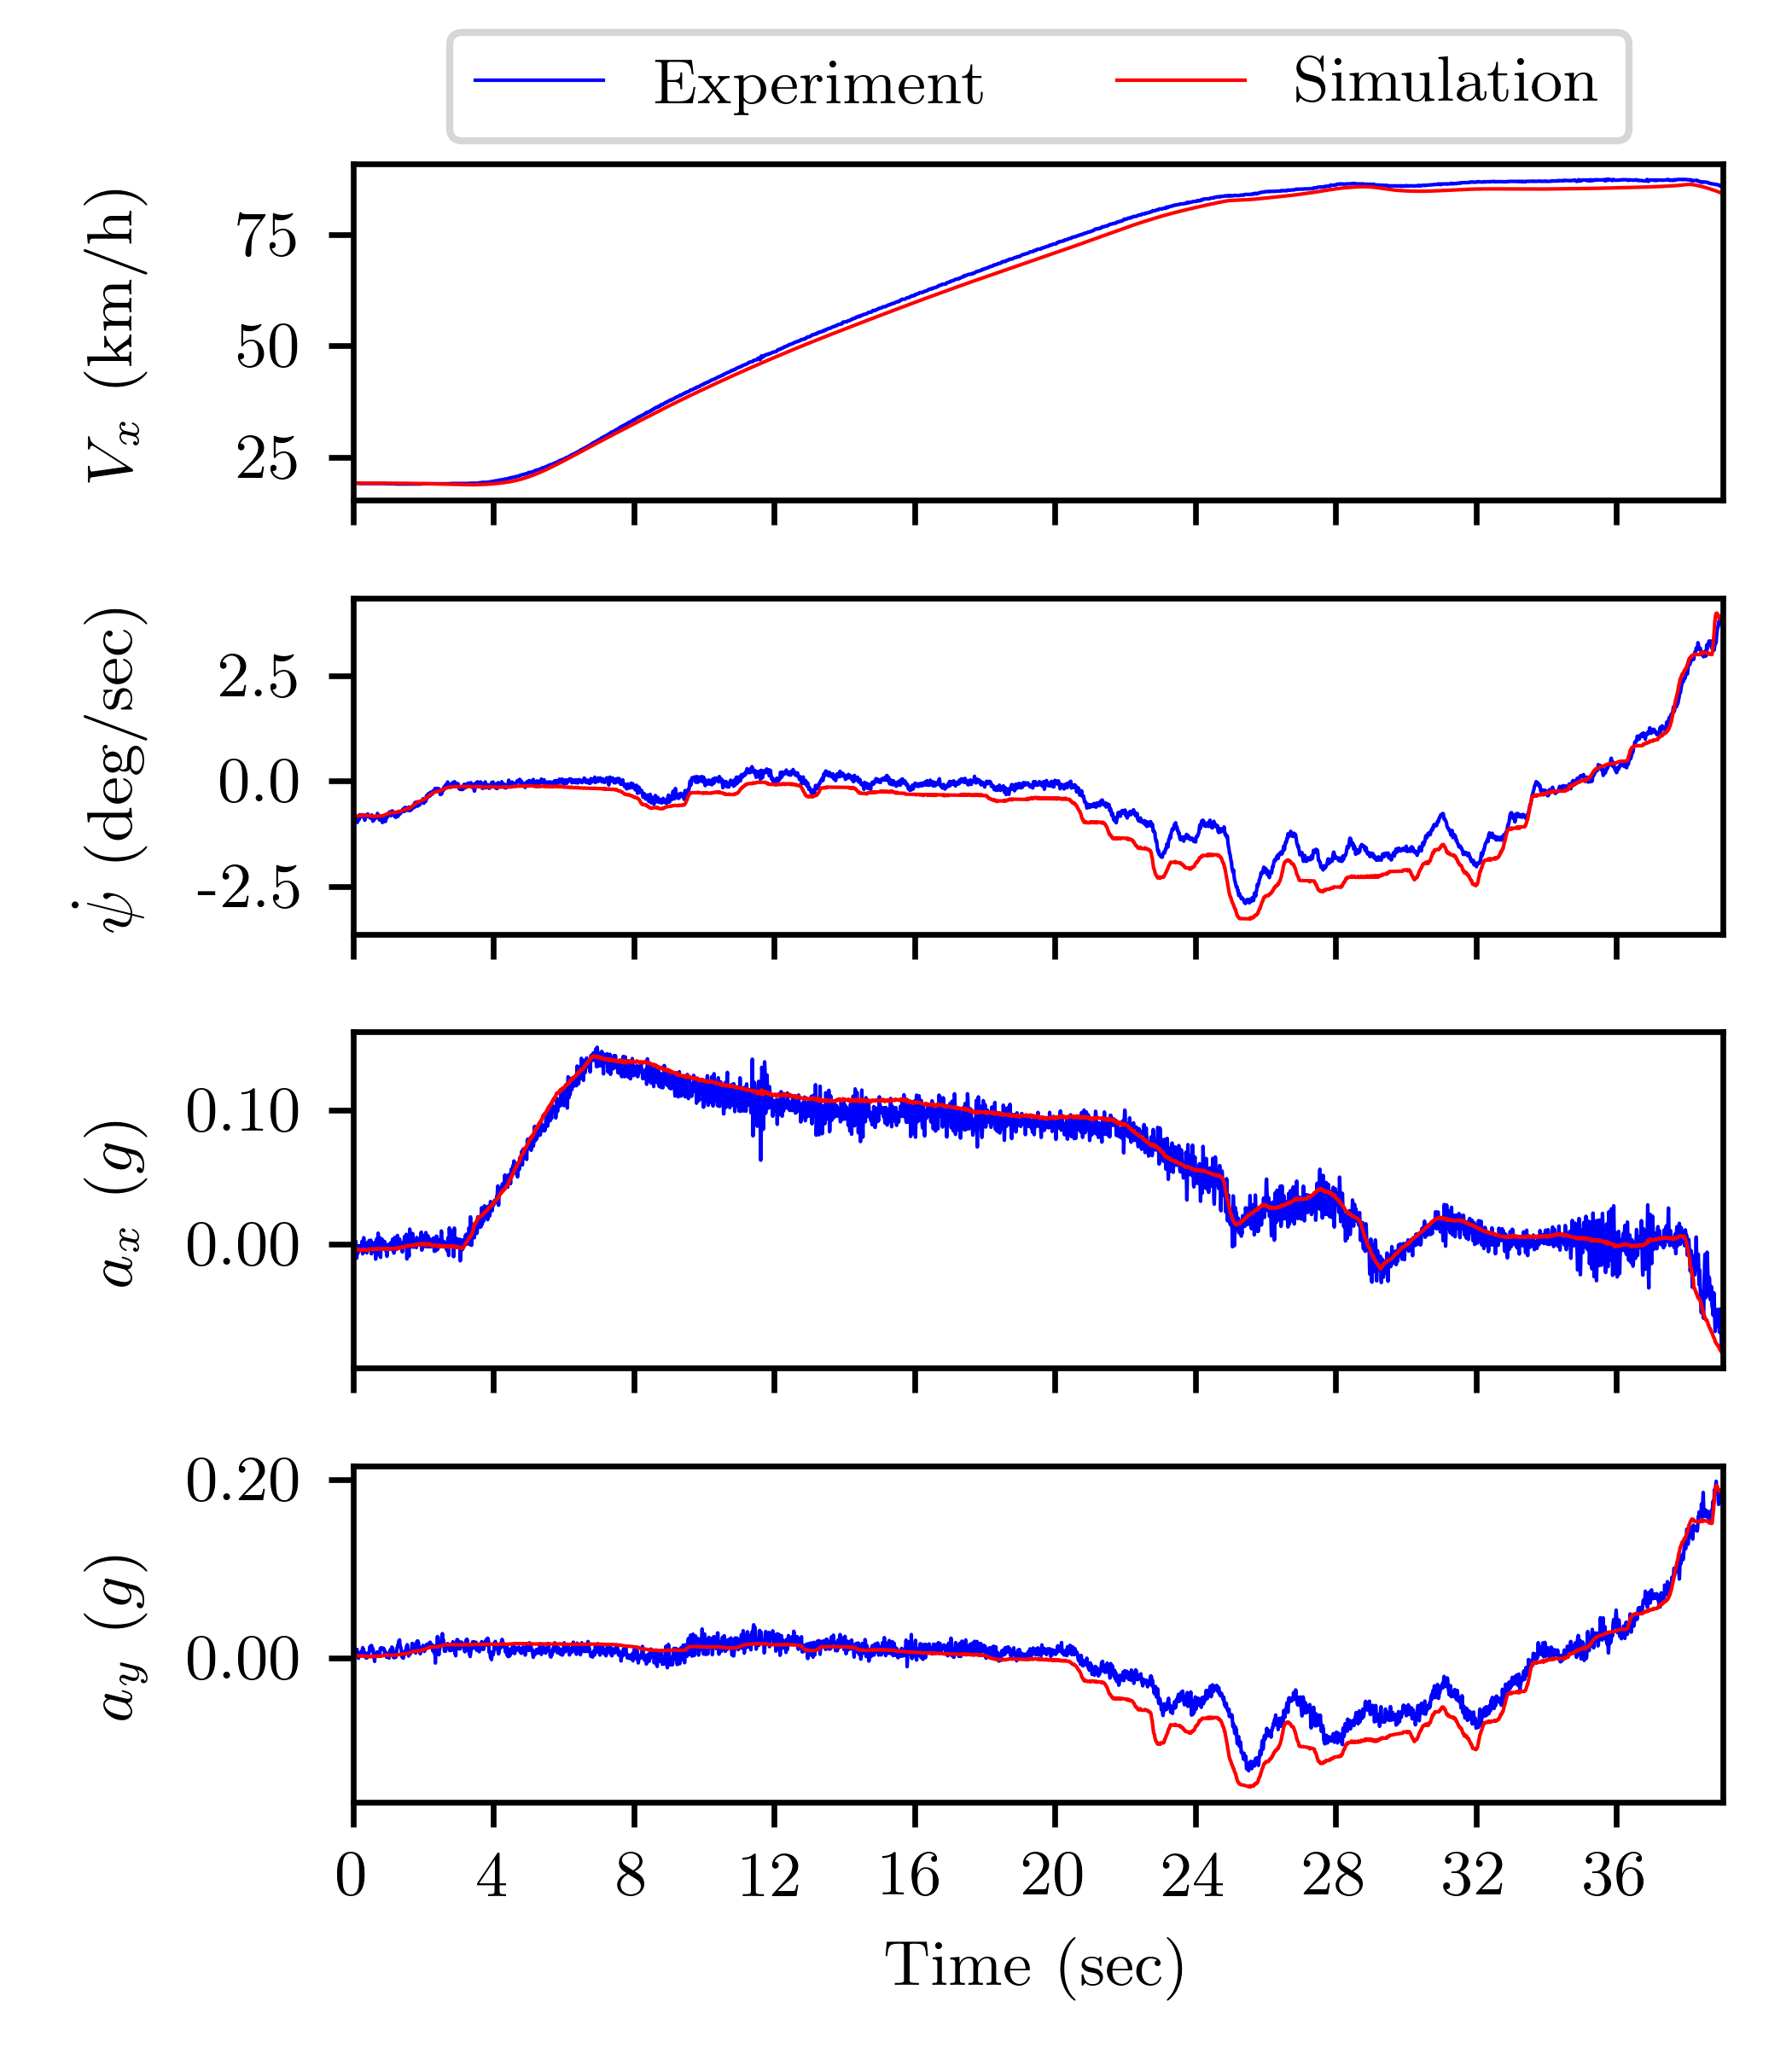 Experiment Simulation
V_x (km/h)
75
50
25
ψ̇ (deg/sec)
2.5
0.0
-2.5
a_x (g)
0.10
0.00
a_y (g)
0.20
0.00
0 4 8 12 16 20 24 28 32 36
Time (sec)